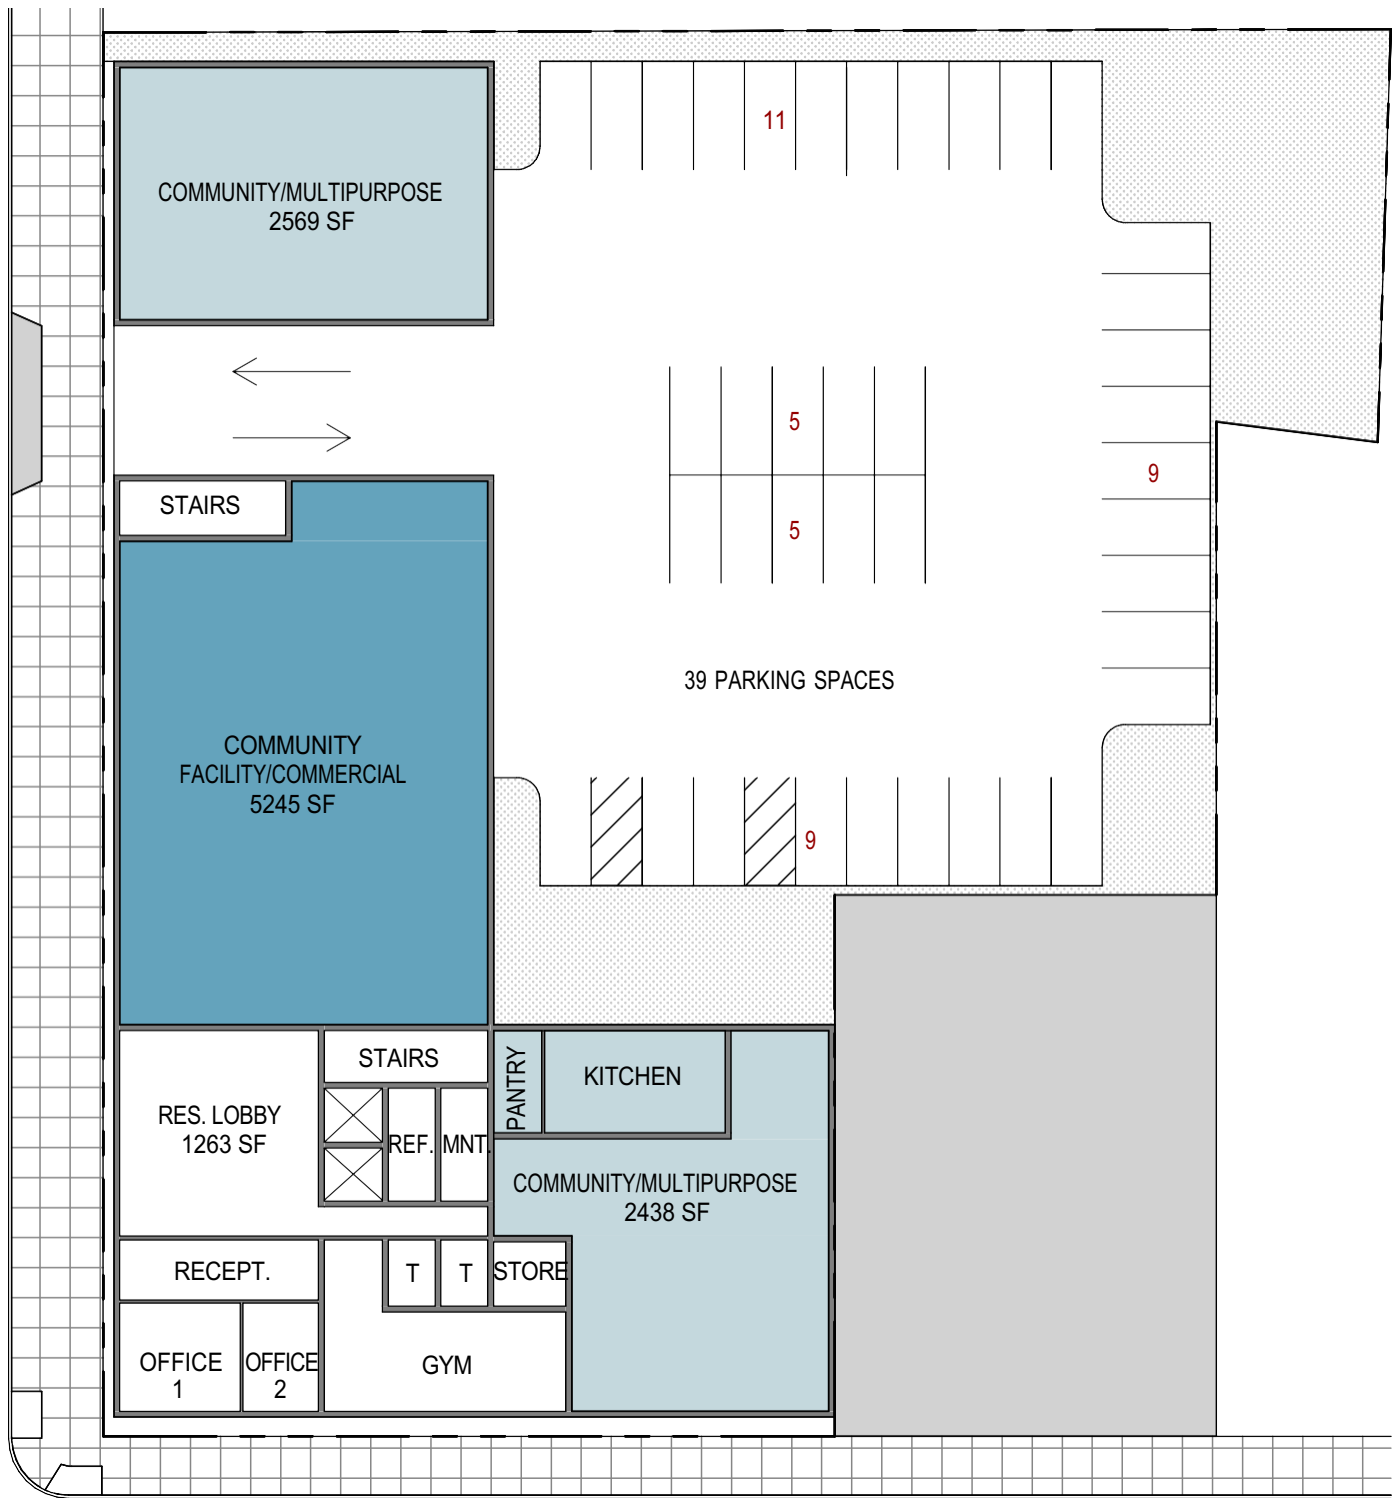 11
COMMUNITY/MULTIPURPOSE
2569 SF
5
9
STAIRS
5
39 PARKING SPACES
COMMUNITY
FACILITY/COMMERCIAL
5245 SF
9
STAIRS
PANTRY
KITCHEN
RES. LOBBY
1263 SF
REF.
MNT.
COMMUNITY/MULTIPURPOSE
2438 SF
RECEPT.
T
T
STORE
OFFICE
1
OFFICE
2
GYM